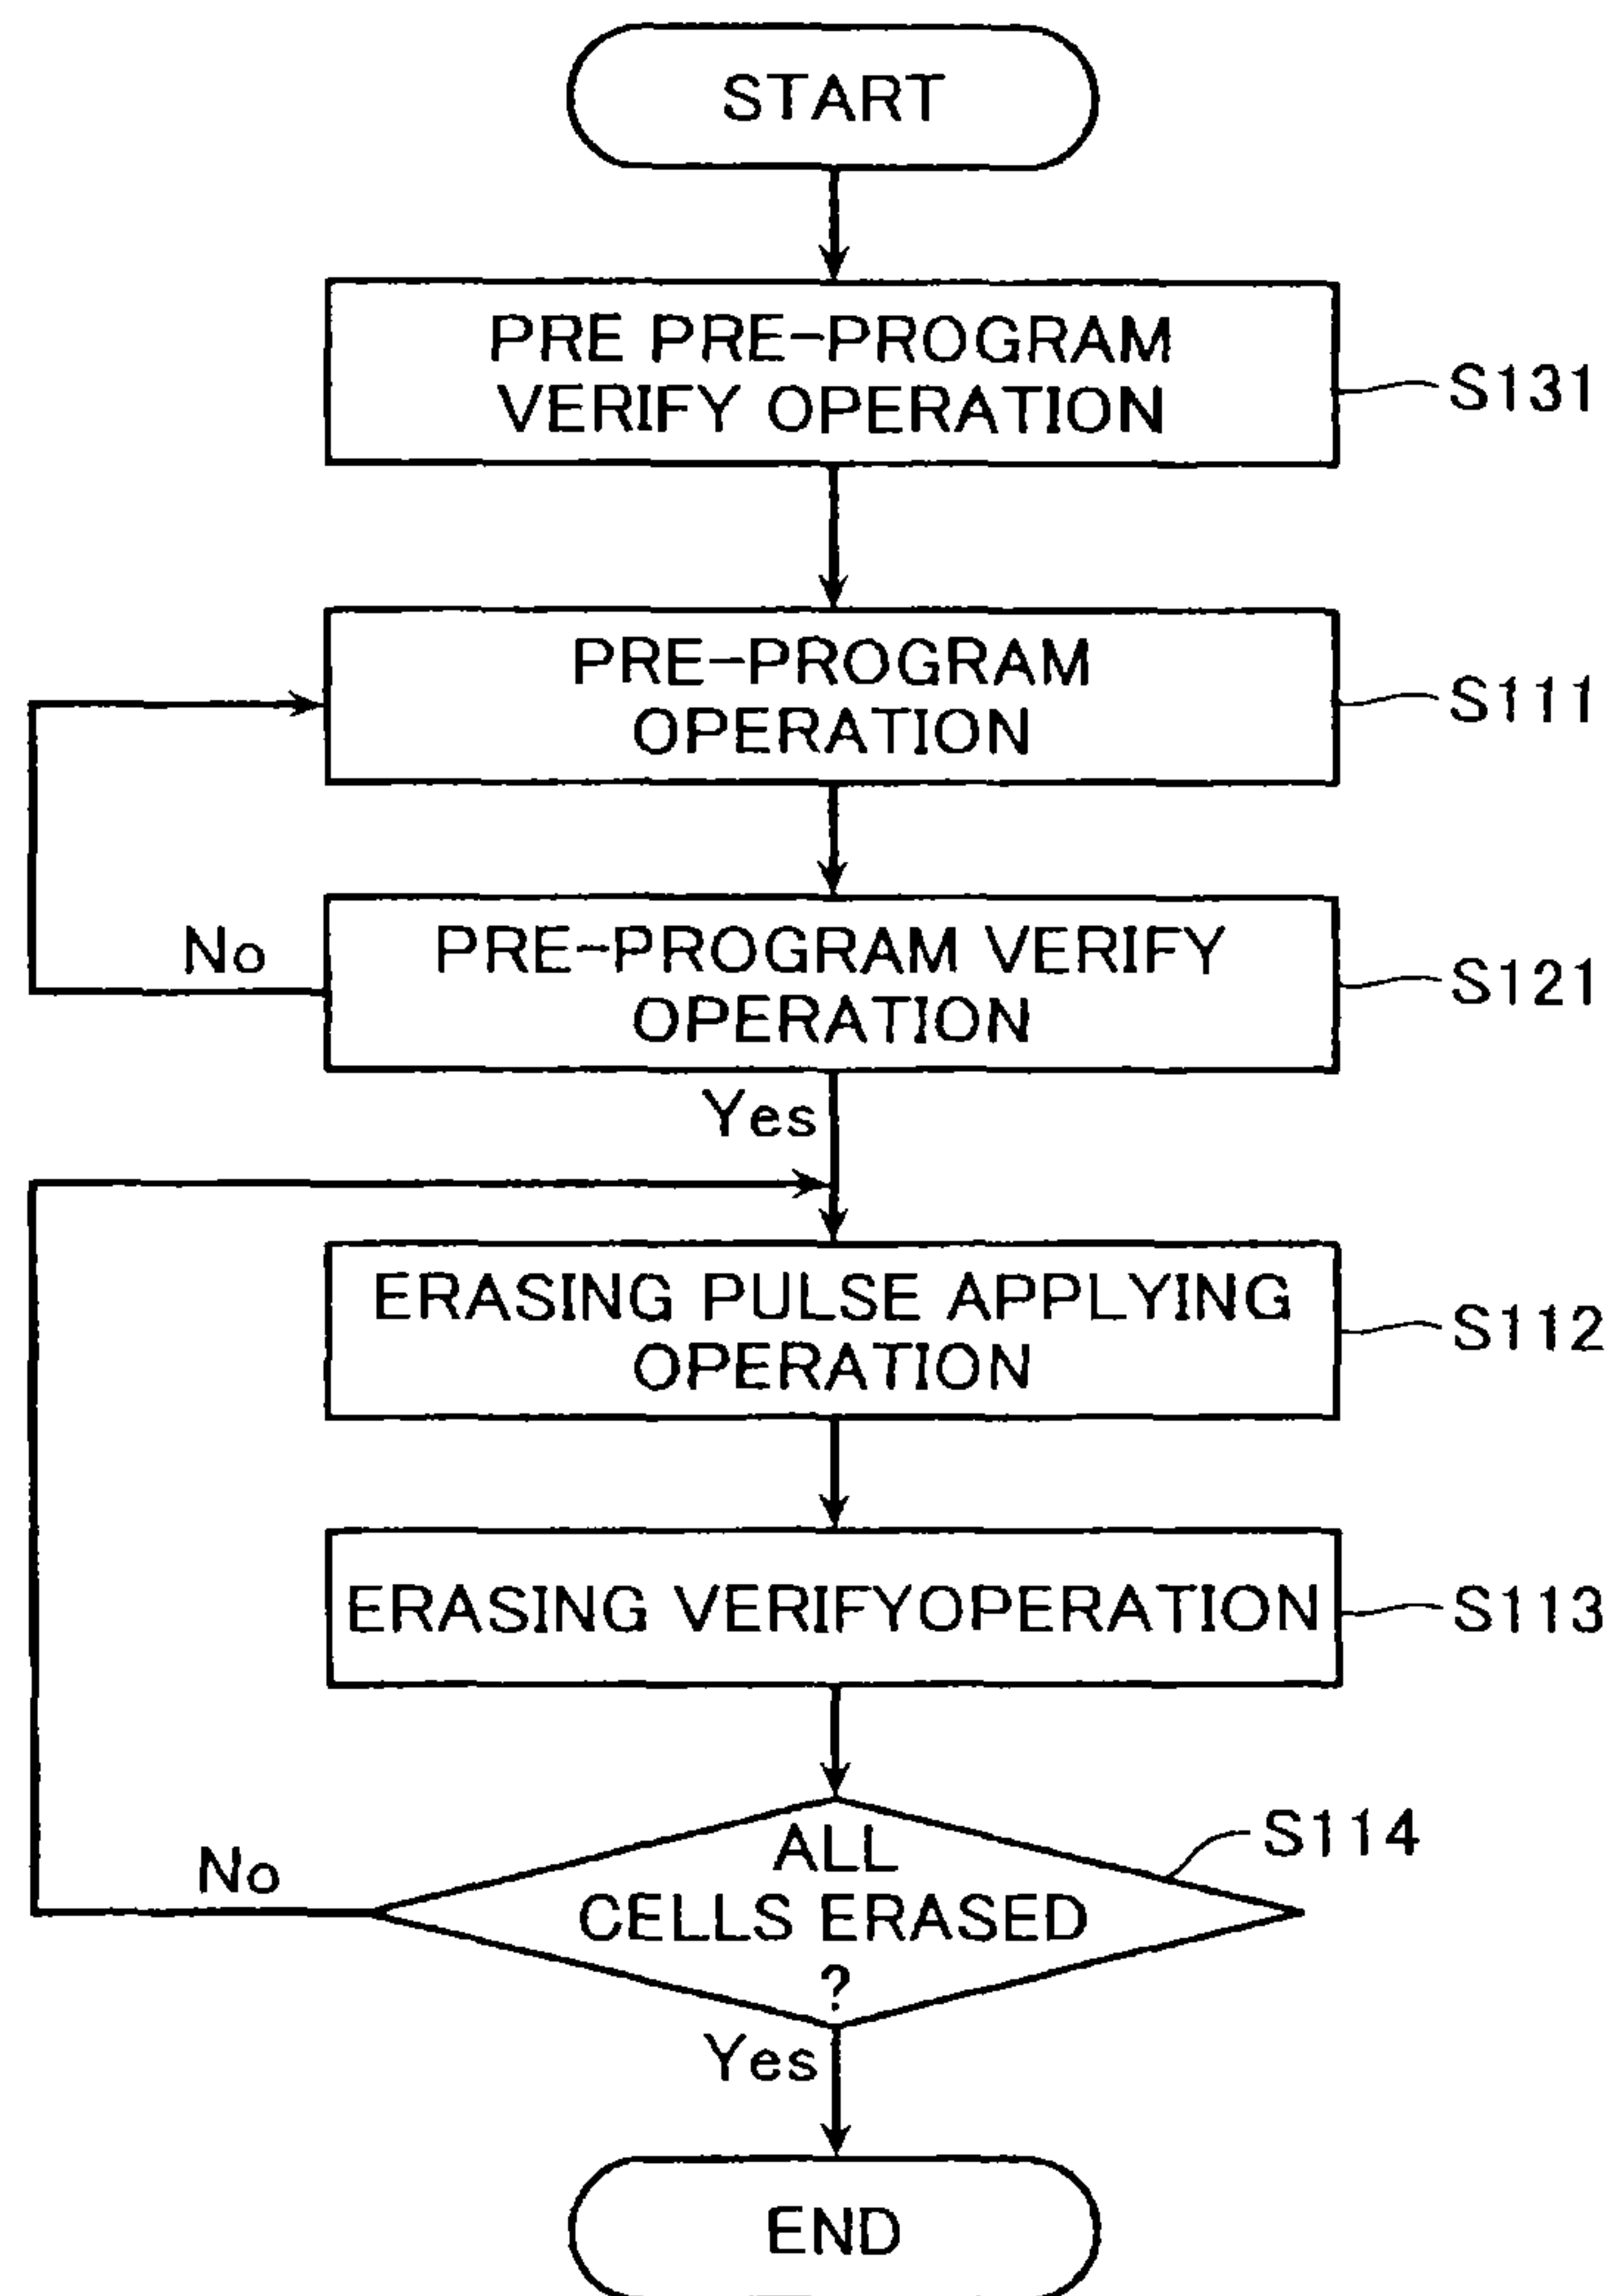 START
PRE PRE-PROGRAM
VERIFY OPERATION
S131
PRE-PROGRAM
OPERATION
S111
No
PRE-PROGRAM VERIFY
OPERATION
S121
Yes
ERASING PULSE APPLYING
OPERATION
S112
ERASING VERIFYOPERATION
S113
ALL
CELLS ERASED
?
S114
No
Yes
END